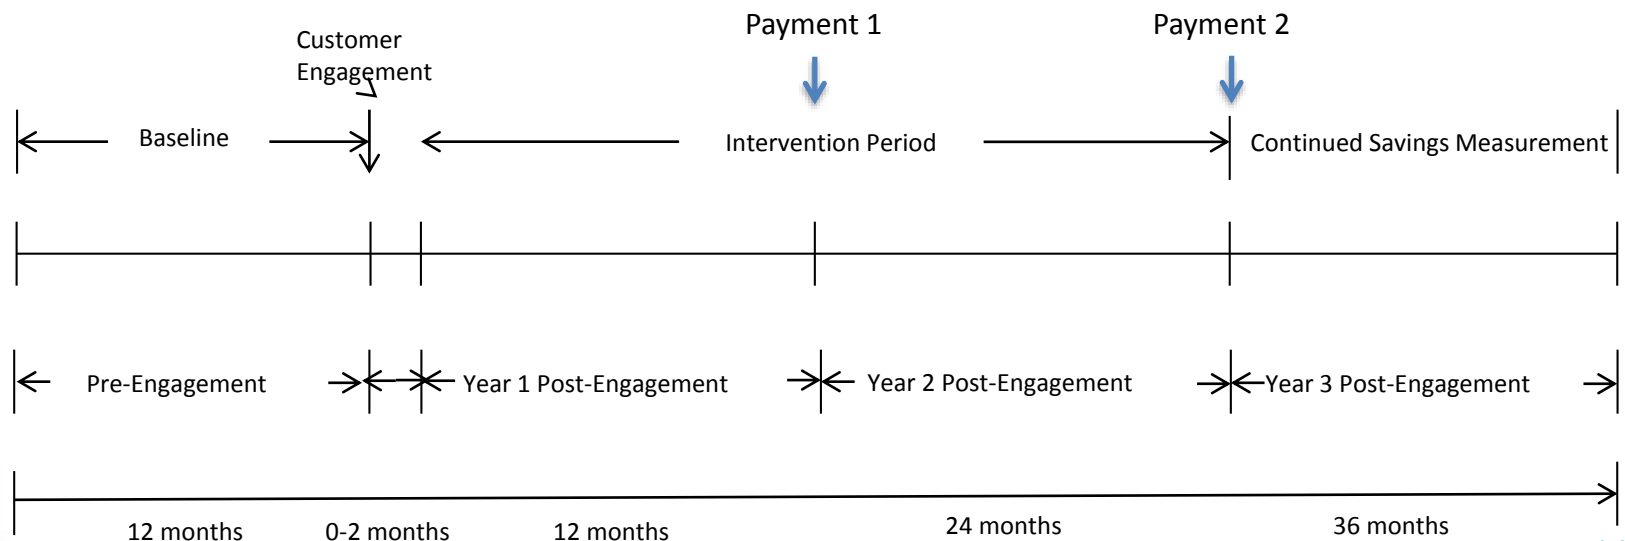 Payment 1
Payment 2
Customer
Engagement
Baseline
Intervention Period
Continued Savings Measurement
Pre-Engagement
Year 1 Post-Engagement
Year 2 Post-Engagement
Year 3 Post-Engagement
12 months
0-2 months
12 months
24 months
36 months